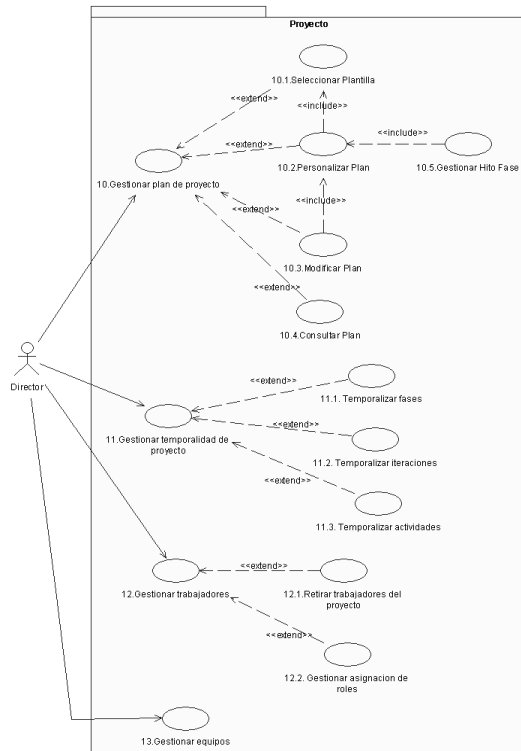 Proyecto
10.1.Seleccionar Plantilla
<<extend>>
<<include>>
<<extend>>
<<include>>
10.2.Personalizar Plan
10.5.Gestionar Hito Fase
10.Gestionar plan de proyecto
<<include>>
<<extend>>
10.3.Modificar Plan
<<extend>>
10.4.Consultar Plan
Director
<<extend>>
11.1. Temporalizar fases
11.Gestionar temporalidad de
proyecto
<<extend>>
11.2. Temporalizar iteraciones
<<extend>>
11.3. Temporalizar actividades
<<extend>>
12.Gestionar trabajadores
12.1.Retirar trabajadores del
proyecto
<<extend>>
12.2. Gestionar asignacion de
roles
13.Gestionar equipos